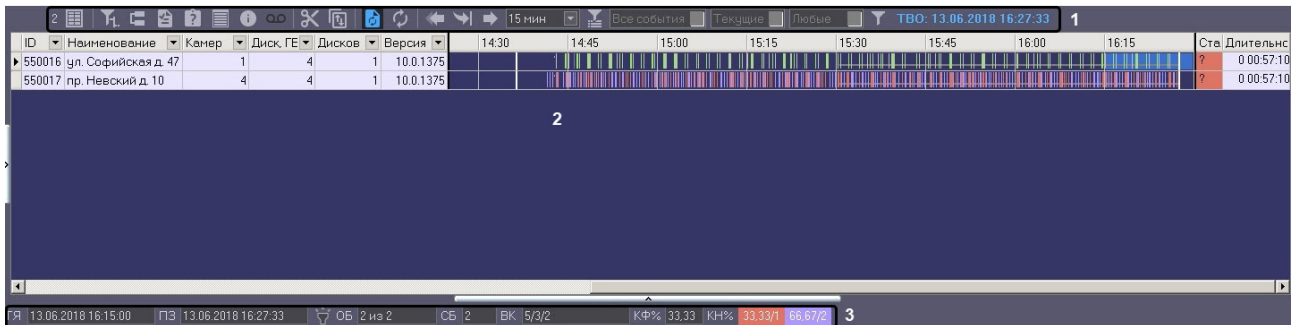 2 15 мин Все события Текущие Любые ТВО: 13.06.2018 16:27:33 1
ID Наименование Камер Диск, ГЕ Дисков Версия 14:30 14:45 15:00 15:15 15:30 15:45 16:00 16:15 Ста Длительнс
550016 ул. Софийская д. 47 1 4 1 10.0.1375 ? 0 00:57:10
550017 пр. Невский д. 10 4 4 1 10.0.1375 ? 0 00:57:10
2
ГЯ 13.06.2018 16:15:00 ПЗ 13.06.2018 16:27:33 ОБ 2 из 2 СБ 2 ВК 5/3/2 КФ% 33,33 КН% 33,33/1 66,67/2 3